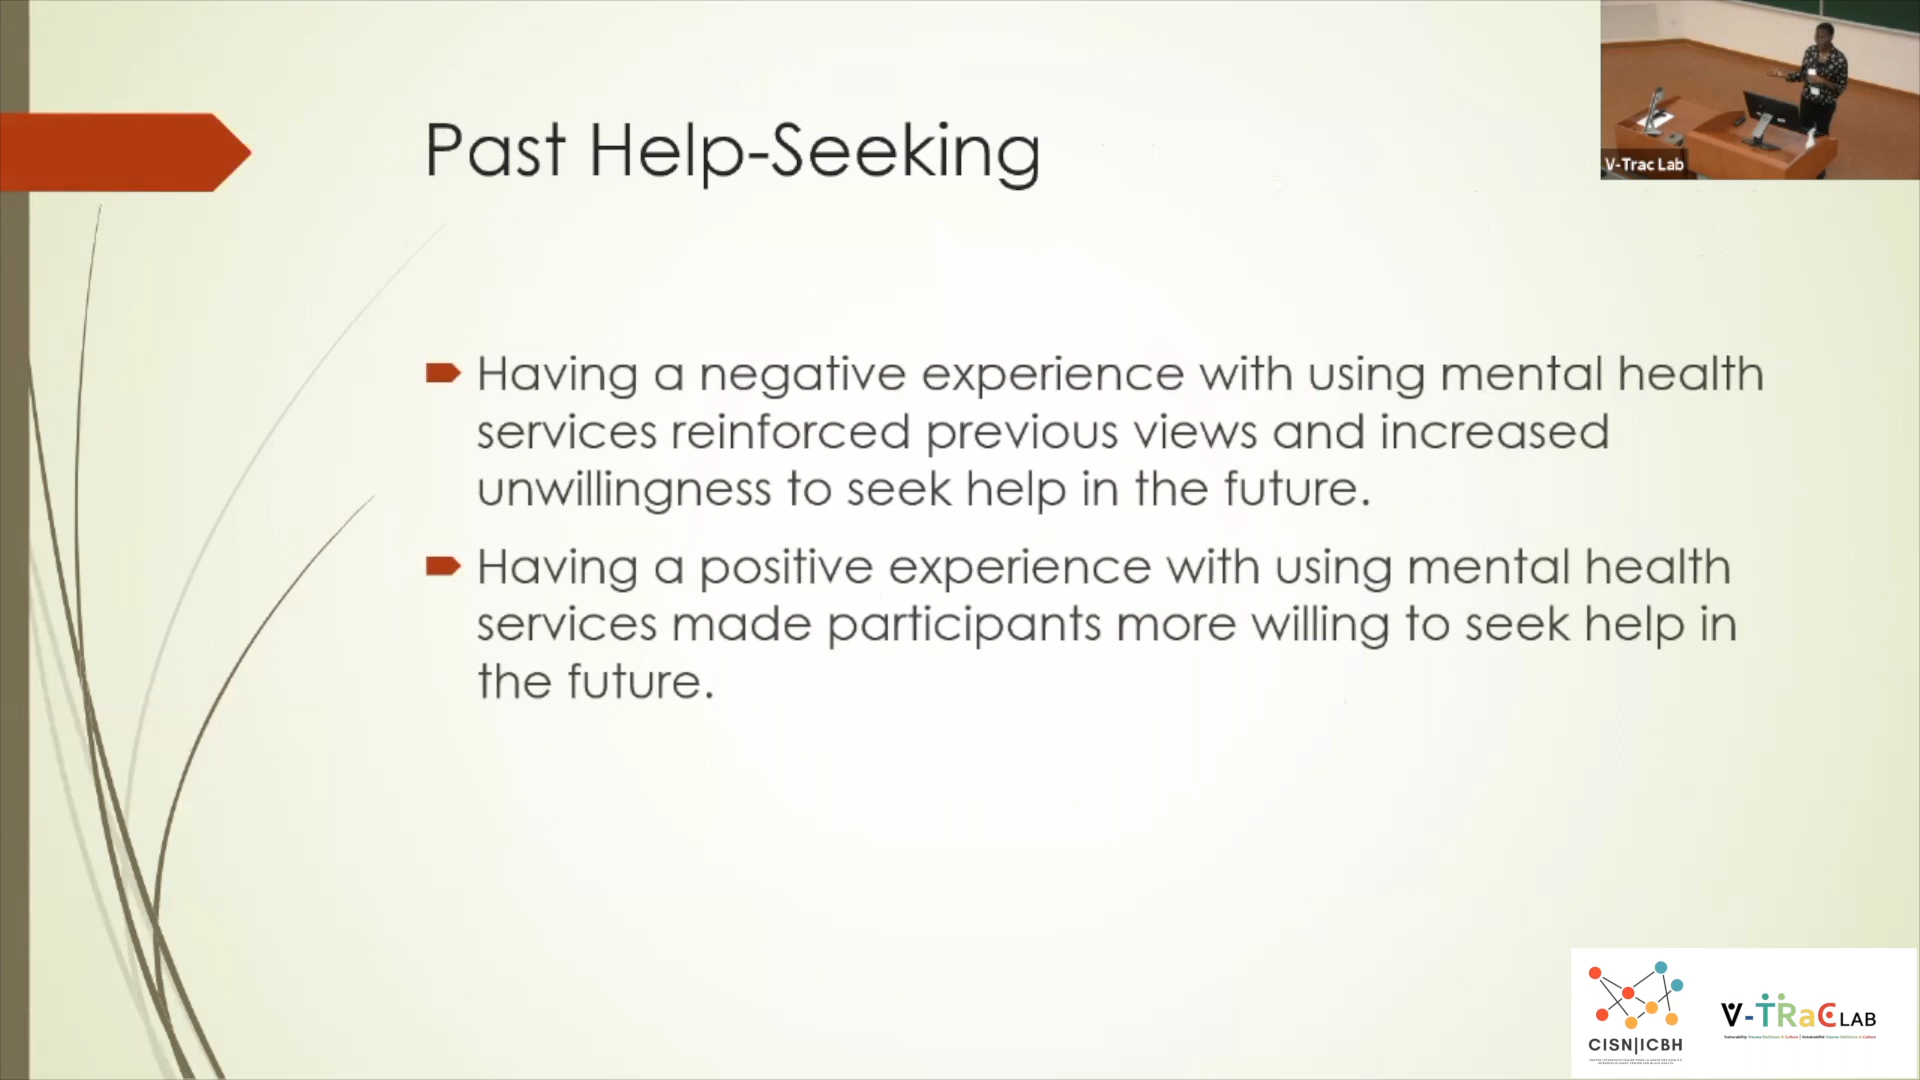 Past Help-Seeking
V-Trac Lab
Having a negative experience with using mental health
services reinforced previous views and increased
unwillingness to seek help in the future.
Having a positive experience with using mental health
services made participants more willing to seek help in
the future.
CISN|ICBH
V-TRaC LAB